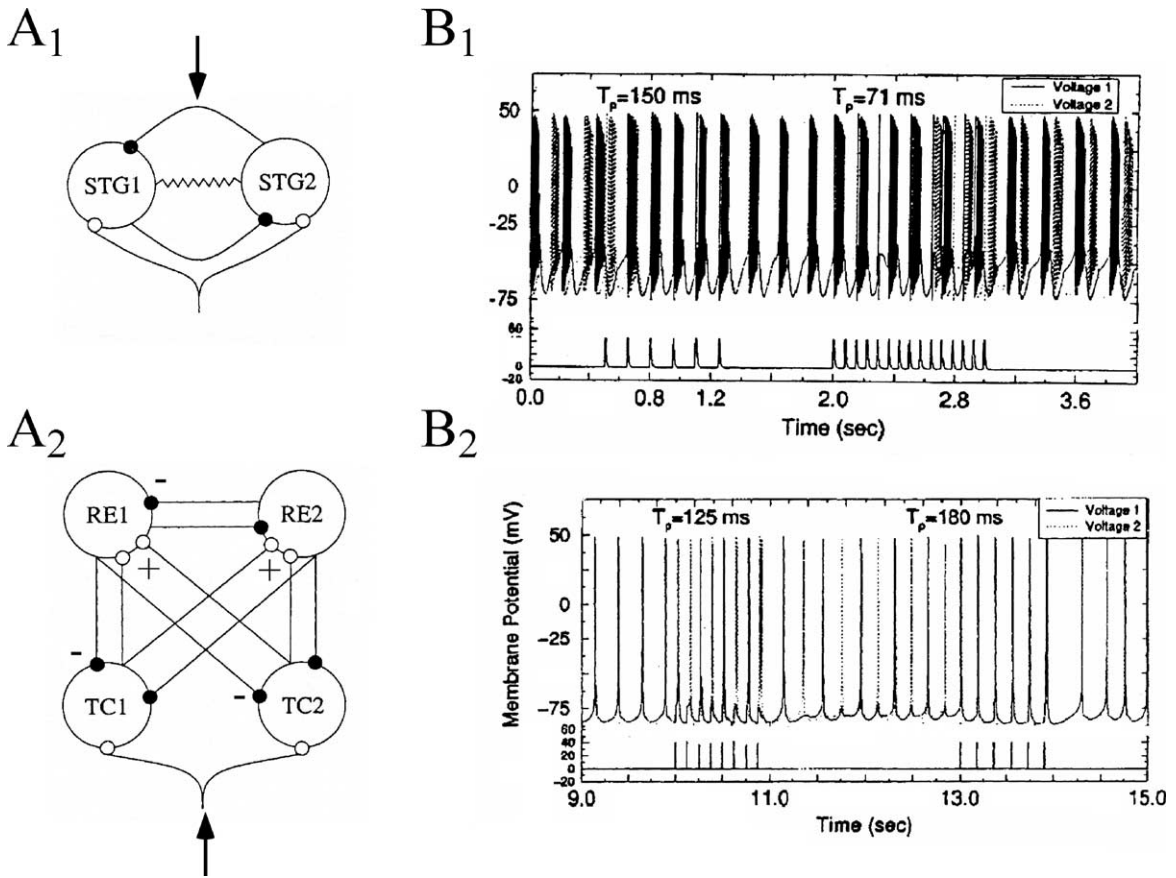 A1
STG1
STG2
B1
Tp=150 ms
Tp=71 ms
Voltage 1
Voltage 2
50
0
-25
-75
60
0
-20
0.0
0.8
1.2
2.0
2.8
3.6
Time (sec)
A2
RE1
-
RE2
+
+
-
TC1
-
TC2
B2
Tp=125 ms
Tp=180 ms
Voltage 1
Voltage 2
Membrane Potential (mV)
50
0
-25
-75
60
40
20
0
-20
9.0
11.0
13.0
15.0
Time (sec)